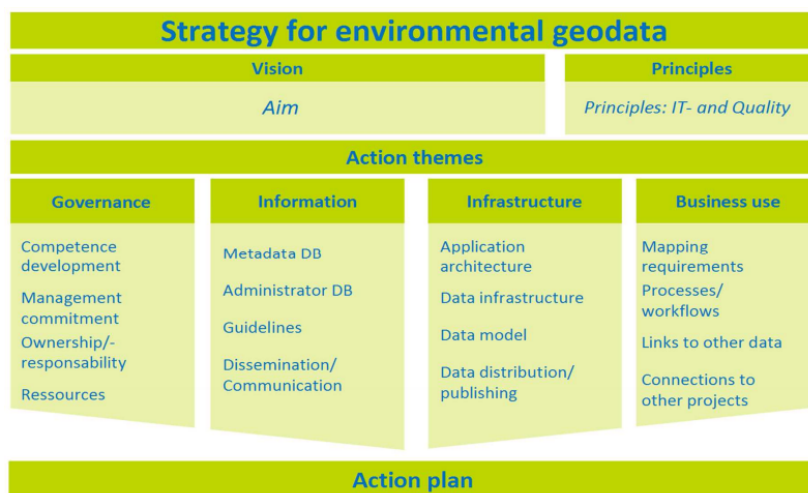 Strategy for environmental geodata
Vision
Principles
Aim
Principles: IT- and Quality
Action themes
Governance
Competence
development
Management
commitment
Ownership/-
responsability
Ressources
Information
Metadata DB
Administrator DB
Guidelines
Dissemination/
Communication
Infrastructure
Application
architecture
Data infrastructure
Data model
Data distribution/
publishing
Business use
Mapping
requirements
Processes/
workflows
Links to other data
Connections to
other projects
Action plan